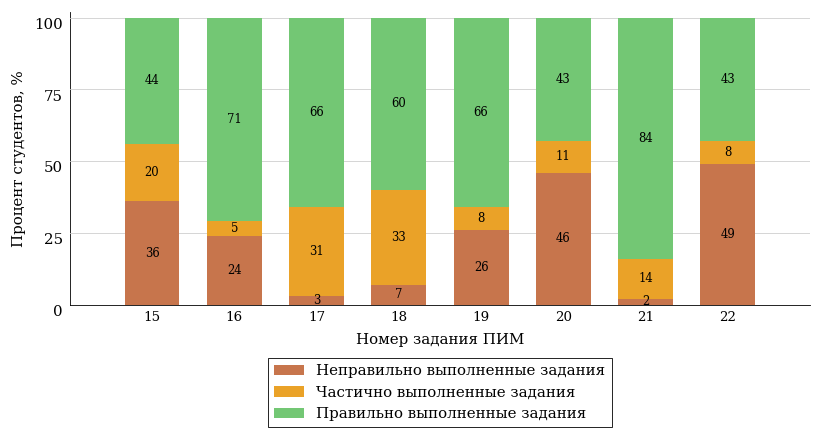 100
75
50
25
0
Процент студентов, %
44 71 66 60 66 43 84 43
20 5 31 33 8 11 14 8
36 24 3 7 26 46 2 49
15 16 17 18 19 20 21 22
Номер задания ПИМ
Неправильно выполненные задания
Частично выполненные задания
Правильно выполненные задания